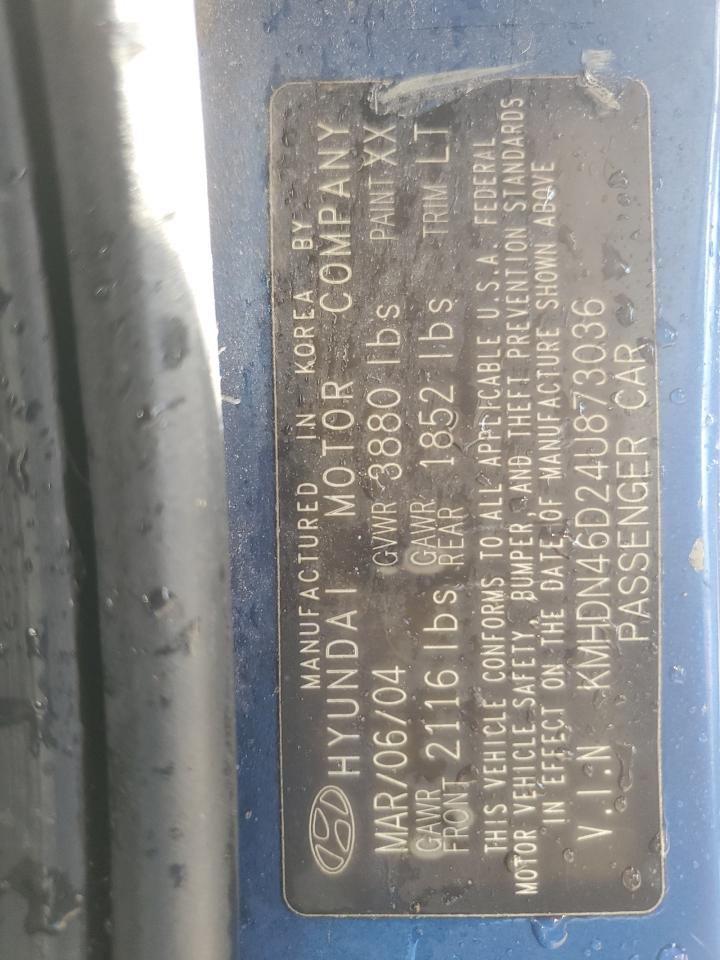 MANUFACTURED IN KOREA BY
HYUNDAI MOTOR COMPANY
MAR/06/04 GVWR 3880 lbs PAINT XX
GAWR FRONT 2116 lbs GAWR REAR 1852 lbs TRIM LT
THIS VEHICLE CONFORMS TO ALL APPLICABLE U.S.A. FEDERAL
MOTOR VEHICLE SAFETY, BUMPER, AND THEFT PREVENTION STANDARDS
IN EFFECT ON THE DATE OF MANUFACTURE SHOWN ABOVE
V.I.N KMHDN46D24U873036
PASSENGER CAR